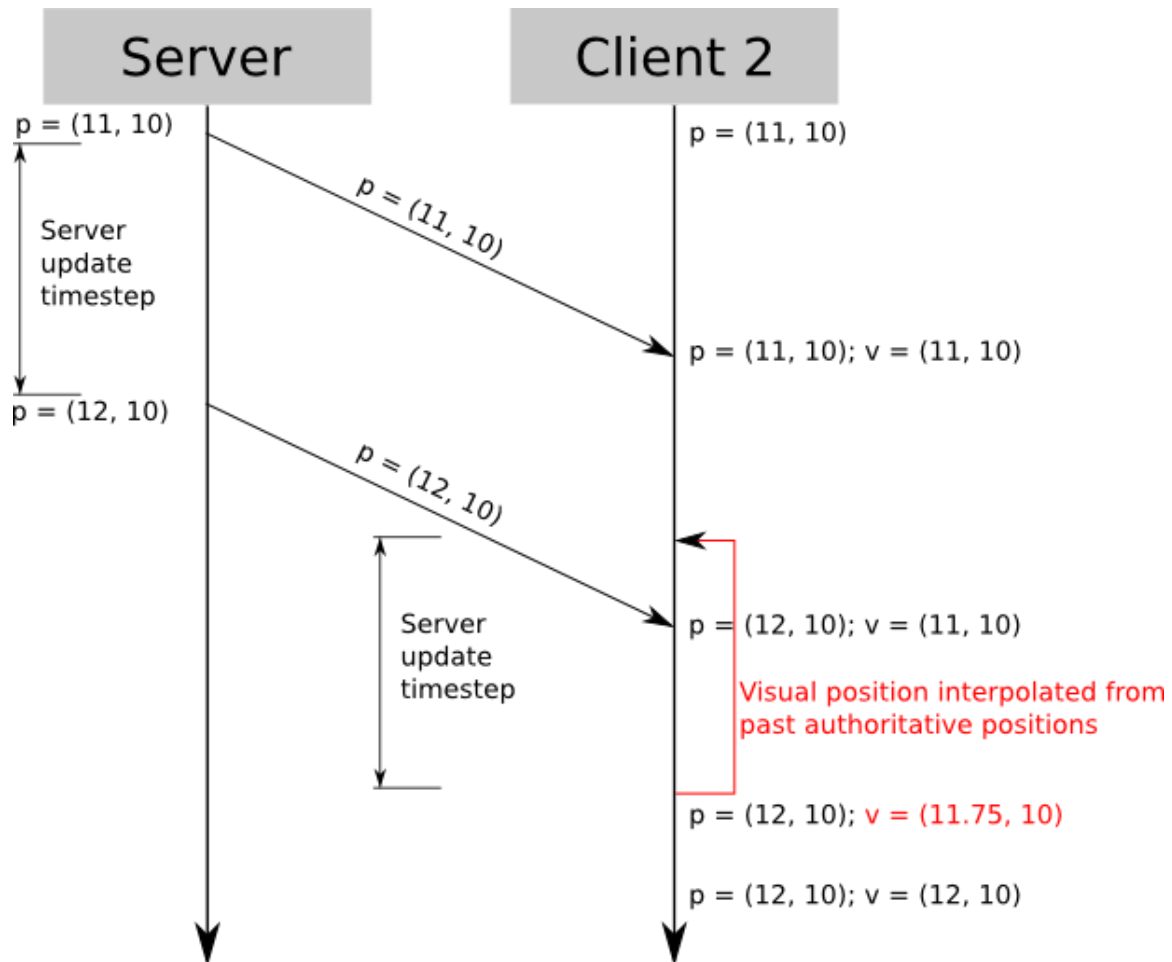 Server
Client 2
p = (11, 10)
p = (11, 10)
p = (11, 10)
Server
update
timestep
p = (11, 10); v = (11, 10)
p = (12, 10)
p = (12, 10)
Server
update
timestep
p = (12, 10); v = (11, 10)
Visual position interpolated from
past authoritative positions
p = (12, 10); v = (11.75, 10)
p = (12, 10); v = (12, 10)